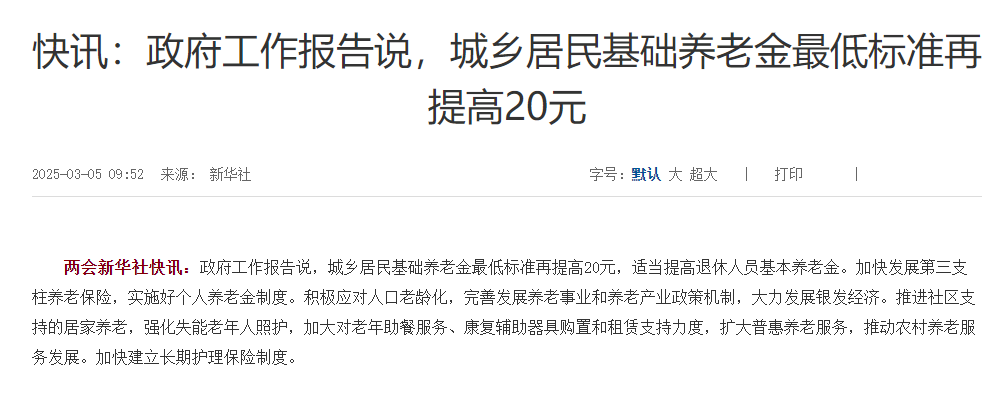 快讯：政府工作报告说，城乡居民基础养老金最低标准再
提高20元
2025-03-05 09:52 来源： 新华社 字号：默认 大 超大 | 打印 |
两会新华社快讯：政府工作报告说，城乡居民基础养老金最低标准再提高20元，适当提高退休人员基本养老金。加快发展第三支
柱养老保险，实施好个人养老金制度。积极应对人口老龄化，完善发展养老事业和养老产业政策机制，大力发展银发经济。推进社区支
持的居家养老，强化失能老年人照护，加大对老年助餐服务、康复辅助器具购置和租赁支持力度，扩大普惠养老服务，推动农村养老服
务发展。加快建立长期护理保险制度。